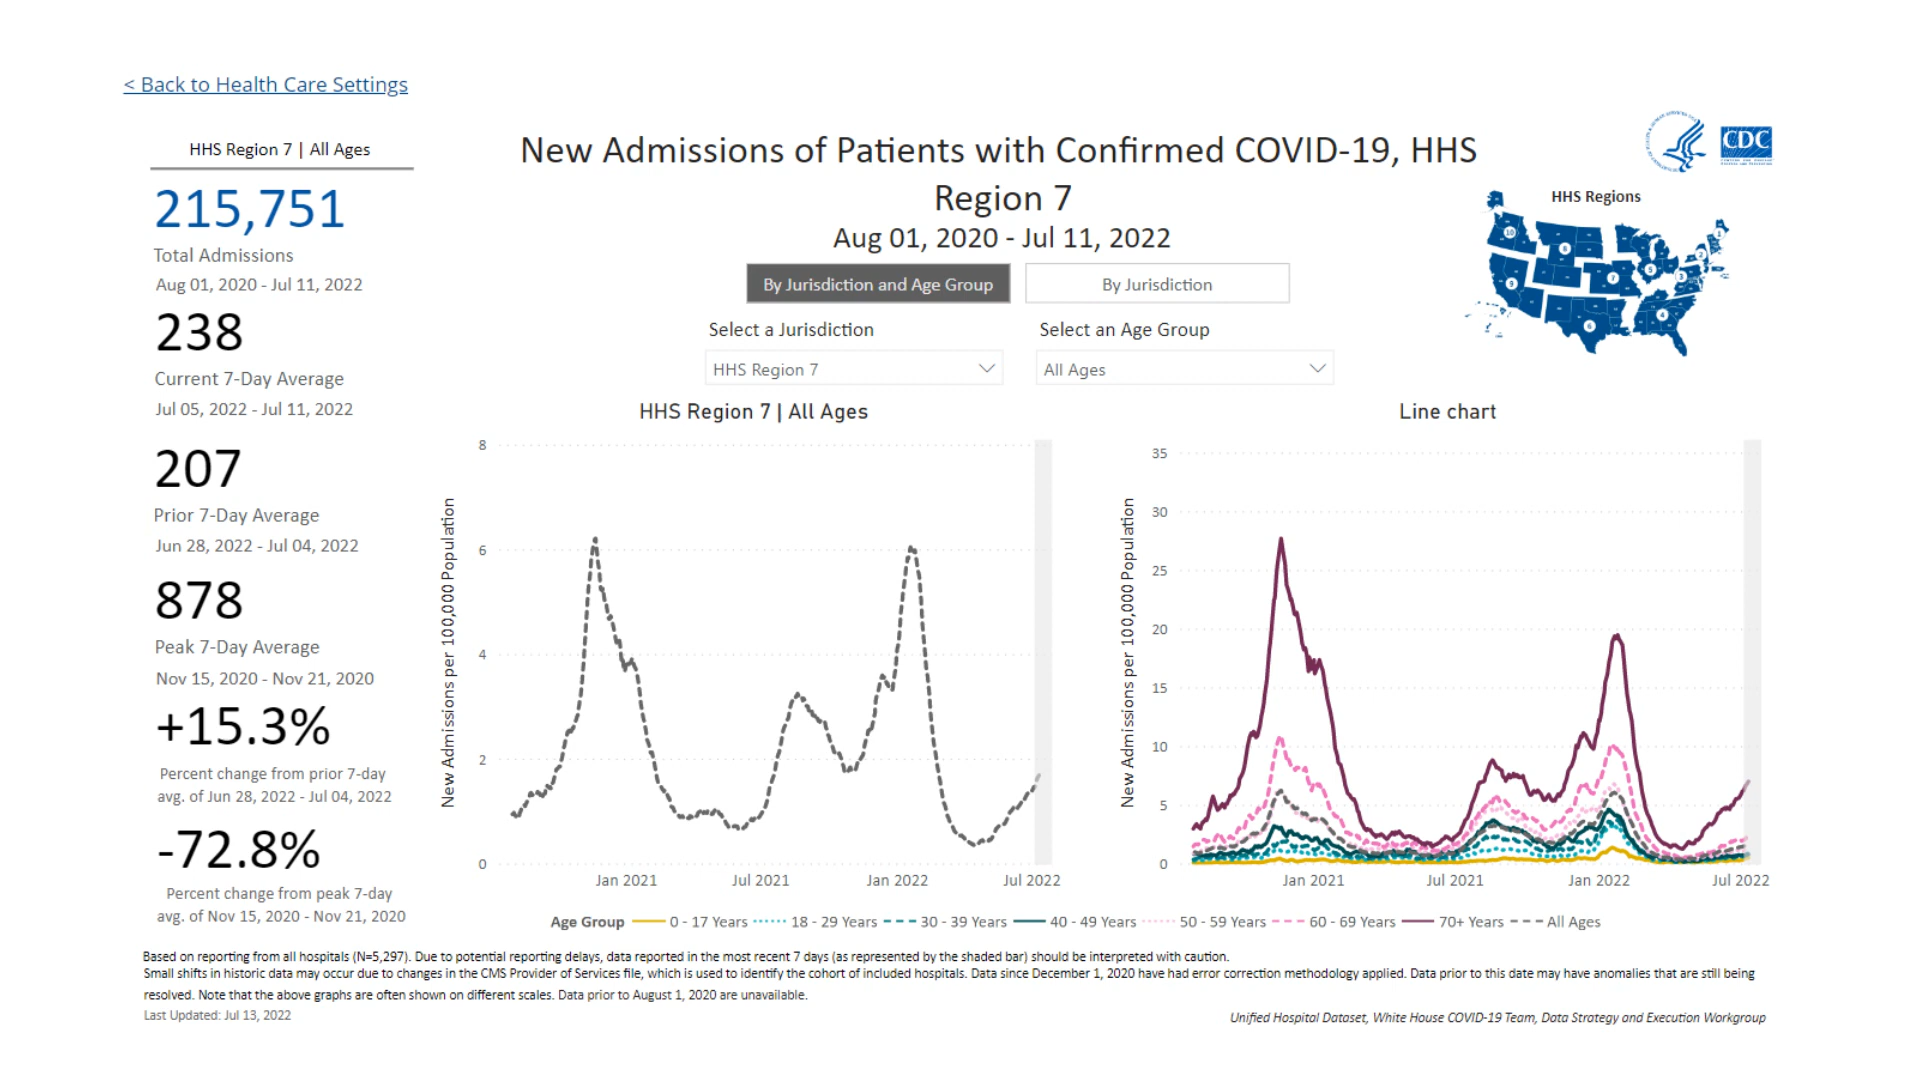 < Back to Health Care Settings
HHS Region 7 | All Ages
215,751
Total Admissions
Aug 01, 2020 - Jul 11, 2022
238
Current 7-Day Average
Jul 05, 2022 - Jul 11, 2022
207
Prior 7-Day Average
Jun 28, 2022 - Jul 04, 2022
878
Peak 7-Day Average
Nov 15, 2020 - Nov 21, 2020
+15.3%
Percent change from prior 7-day
avg. of Jun 28, 2022 - Jul 04, 2022
-72.8%
Percent change from peak 7-day
avg. of Nov 15, 2020 - Nov 21, 2020
New Admissions of Patients with Confirmed COVID-19, HHS
Region 7
Aug 01, 2020 - Jul 11, 2022
By Jurisdiction and Age Group
By Jurisdiction
Select a Jurisdiction
Select an Age Group
HHS Region 7
All Ages
CDC
HHS Regions
10
8
9
7
5
6
4
3
2
1
HHS Region 7 | All Ages
New Admissions per 100,000 Population
8
6
4
2
0
Jan 2021
Jul 2021
Jan 2022
Jul 2022
Line chart
New Admissions per 100,000 Population
35
30
25
20
15
10
5
0
Jan 2021
Jul 2021
Jan 2022
Jul 2022
Age Group 0 - 17 Years 18 - 29 Years 30 - 39 Years 40 - 49 Years 50 - 59 Years 60 - 69 Years 70+ Years All Ages
Based on reporting from all hospitals (N=5,297). Due to potential reporting delays, data reported in the most recent 7 days (as represented by the shaded bar) should be interpreted with caution.
Small shifts in historic data may occur due to changes in the CMS Provider of Services file, which is used to identify the cohort of included hospitals. Data since December 1, 2020 have had error correction methodology applied. Data prior to this date may have anomalies that are still being
resolved. Note that the above graphs are often shown on different scales. Data prior to August 1, 2020 are unavailable.
Last Updated: Jul 13, 2022
Unified Hospital Dataset, White House COVID-19 Team, Data Strategy and Execution Workgroup